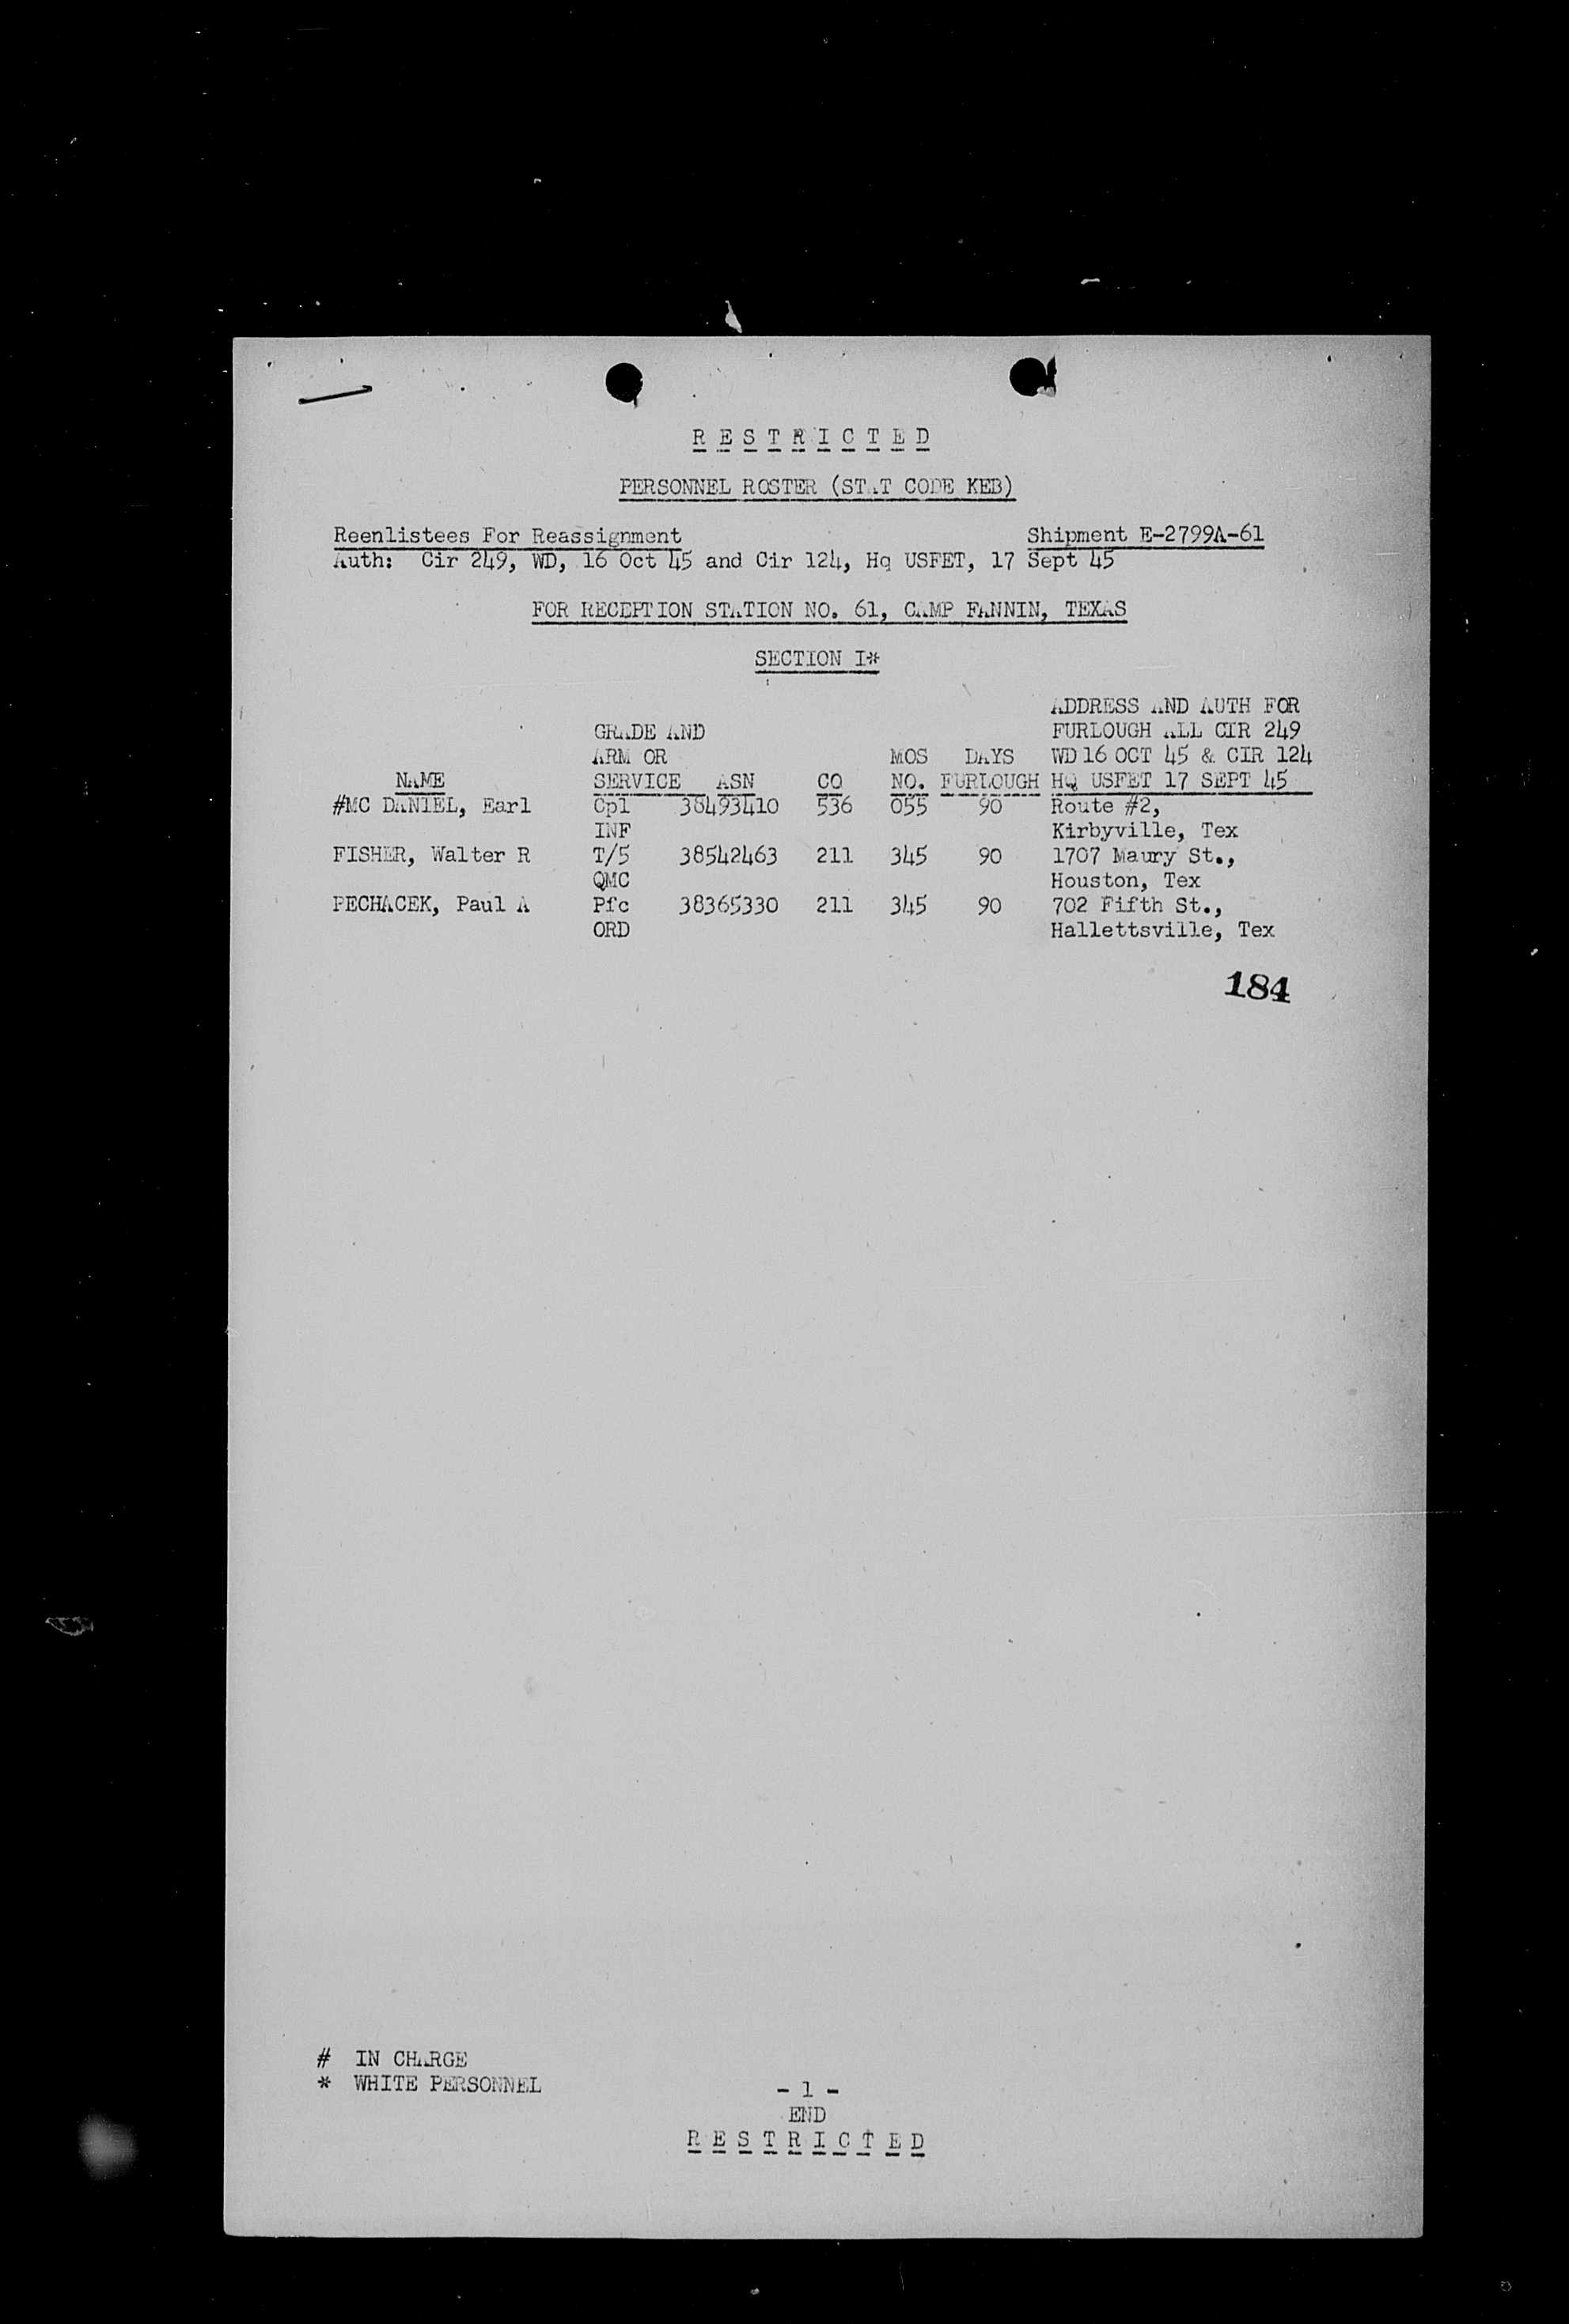 R E S T R I C T E D
PERSONNEL ROSTER (STAT CODE KEB)
Reenlistees For Reassignment Shipment E-2799A-61
Auth: Cir 249, WD, 16 Oct 45 and Cir 124, Hq USFET, 17 Sept 45
FOR RECEPTION STATION NO. 61, CAMP FANNIN, TEXAS
SECTION I*
ADDRESS AND AUTH FOR
GRADE AND FURLOUGH ALL CIR 249
ARM OR MOS DAYS WD 16 OCT 45 & CIR 124
NAME SERVICE ASN CO NO. FURLOUGH HQ USFET 17 SEPT 45
#MC DANIEL, Earl Cpl 38493410 536 055 90 Route #2,
INF Kirbyville, Tex
FISHER, Walter R T/5 38542463 211 345 90 1707 Maury St.,
QMC Houston, Tex
PECHACEK, Paul A Pfc 38365330 211 345 90 702 Fifth St.,
ORD Hallettsville, Tex
184
# IN CHARGE
* WHITE PERSONNEL
- 1 -
END
R E S T R I C T E D